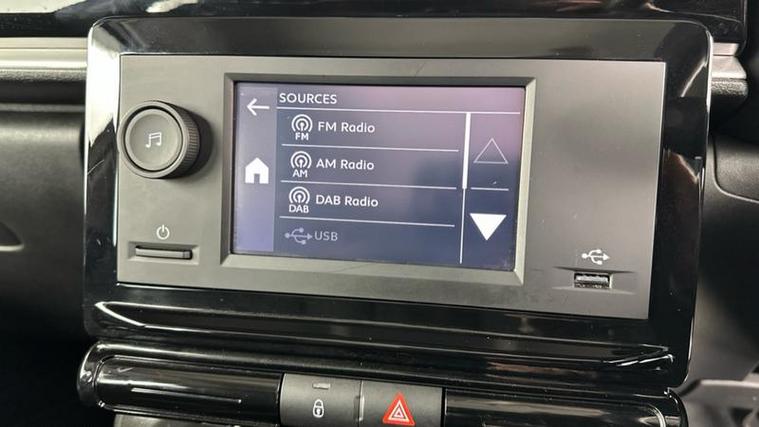 SOURCES
FM
FM Radio
AM
AM Radio
DAB
DAB Radio
USB